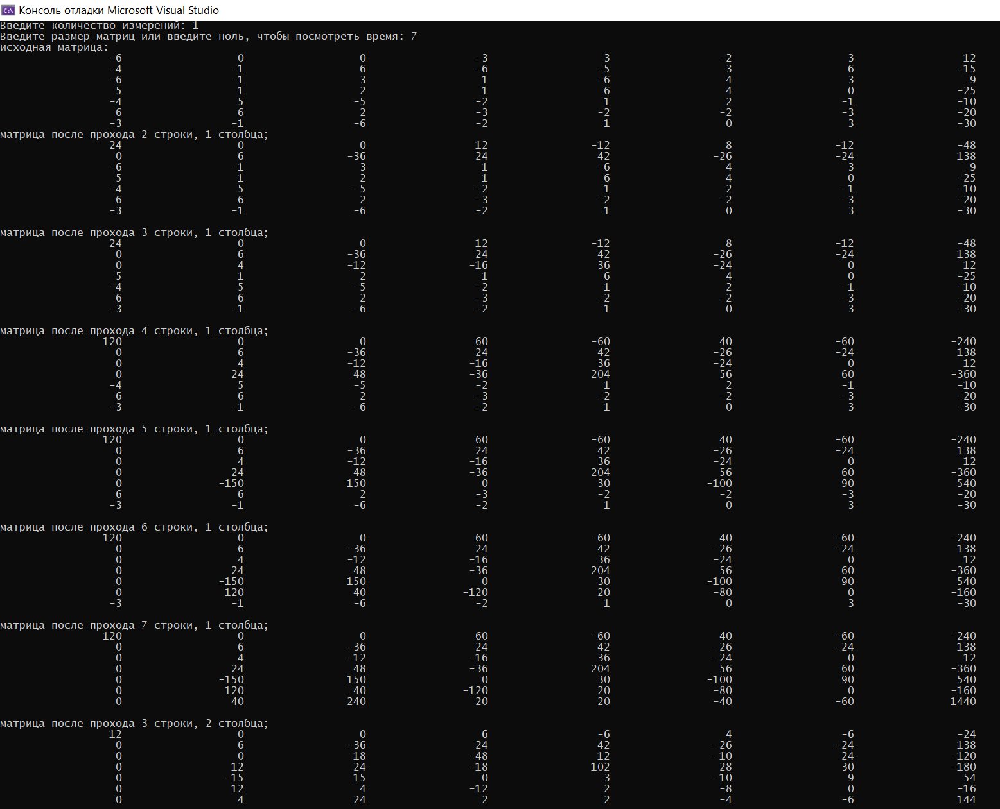 Консоль отладки Microsoft Visual Studio
Введите количество измерений: 1
Введите размер матриц или введите ноль, чтобы посмотреть время: 7
исходная матрица:
-6 0 0 -3 3 -2 3 12
-4 -1 6 -6 -5 3 6 -15
-6 -1 3 1 -6 4 3 9
5 1 2 1 6 4 0 -25
-4 5 -5 -2 1 2 -1 -10
6 6 2 -3 -2 -2 -3 -20
-3 -1 -6 -2 1 0 3 -30
матрица после прохода 2 строки, 1 столбца;
24 0 0 12 -12 8 -12 -48
0 6 -36 24 42 -26 -24 138
-6 -1 3 1 -6 4 3 9
5 1 2 1 6 4 0 -25
-4 5 -5 -2 1 2 -1 -10
6 6 2 -3 -2 -2 -3 -20
-3 -1 -6 -2 1 0 3 -30
матрица после прохода 3 строки, 1 столбца;
24 0 0 12 -12 8 -12 -48
0 6 -36 24 42 -26 -24 138
0 4 -12 -16 36 -24 0 12
5 1 2 1 6 4 0 -25
-4 5 -5 -2 1 2 -1 -10
6 6 2 -3 -2 -2 -3 -20
-3 -1 -6 -2 1 0 3 -30
матрица после прохода 4 строки, 1 столбца;
120 0 0 60 -60 40 -60 -240
0 6 -36 24 42 -26 -24 138
0 4 -12 -16 36 -24 0 12
0 24 48 -36 204 56 60 -360
-4 5 -5 -2 1 2 -1 -10
6 6 2 -3 -2 -2 -3 -20
-3 -1 -6 -2 1 0 3 -30
матрица после прохода 5 строки, 1 столбца;
120 0 0 60 -60 40 -60 -240
0 6 -36 24 42 -26 -24 138
0 4 -12 -16 36 -24 0 12
0 24 48 -36 204 56 60 -360
0 -150 150 0 30 -100 90 540
6 6 2 -3 -2 -2 -3 -20
-3 -1 -6 -2 1 0 3 -30
матрица после прохода 6 строки, 1 столбца;
120 0 0 60 -60 40 -60 -240
0 6 -36 24 42 -26 -24 138
0 4 -12 -16 36 -24 0 12
0 24 48 -36 204 56 60 -360
0 -150 150 0 30 -100 90 540
0 120 40 -120 20 -80 0 -160
-3 -1 -6 -2 1 0 3 -30
матрица после прохода 7 строки, 1 столбца;
120 0 0 60 -60 40 -60 -240
0 6 -36 24 42 -26 -24 138
0 4 -12 -16 36 -24 0 12
0 24 48 -36 204 56 60 -360
0 -150 150 0 30 -100 90 540
0 120 40 -120 20 -80 0 -160
0 40 240 20 20 -40 -60 1440
матрица после прохода 3 строки, 2 столбца;
12 0 0 6 -6 4 -6 -24
0 6 -36 24 42 -26 -24 138
0 0 18 -48 12 -10 24 -120
0 12 24 -18 102 28 30 -180
0 -15 15 0 3 -10 9 54
0 12 4 -12 2 -8 0 -16
0 4 24 2 2 -4 -6 144